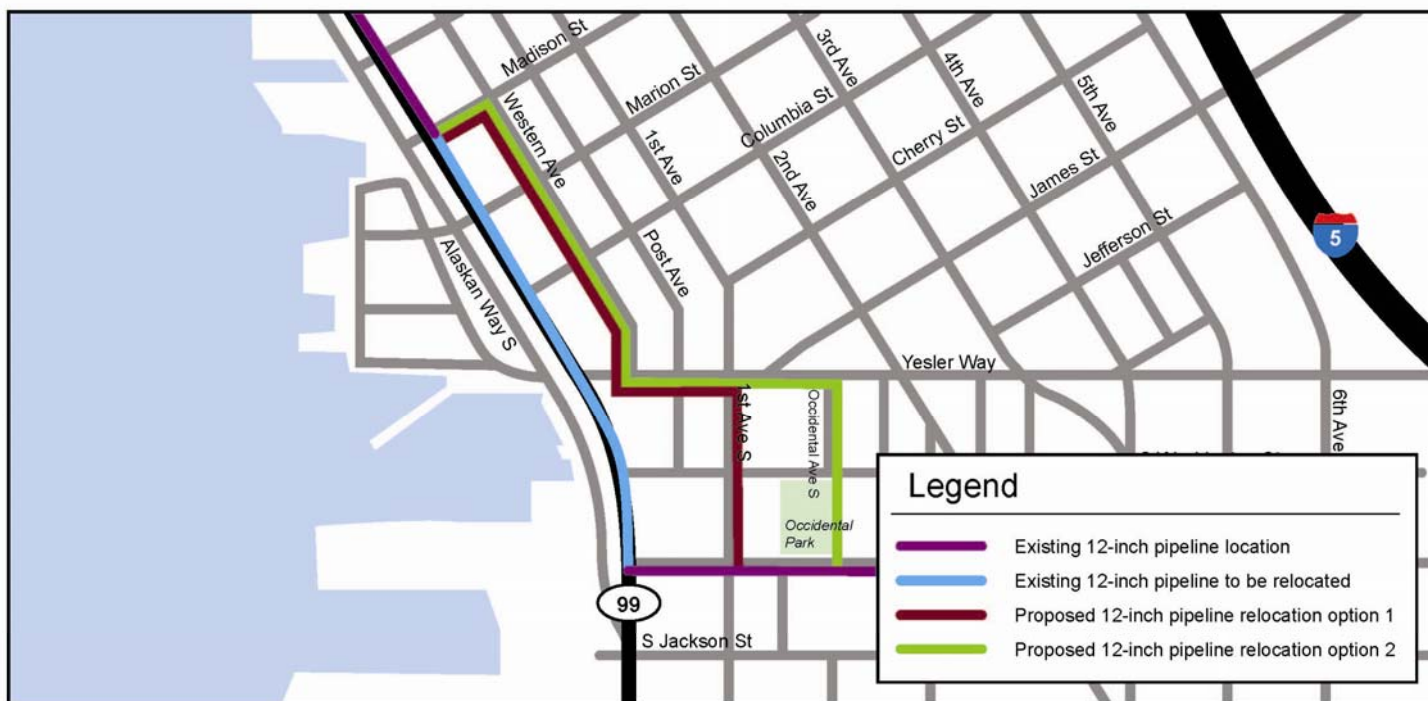 Madison St
Marion St
Columbia St
Cherry St
James St
Jefferson St
Western Ave
Post Ave
1st Ave
2nd Ave
3rd Ave
4th Ave
5th Ave
5
Alaskan Way S
Yesler Way
1st Ave S
Occidental Ave S
6th Ave
Occidental
Park
99
S Jackson St
Legend
Existing 12-inch pipeline location
Existing 12-inch pipeline to be relocated
Proposed 12-inch pipeline relocation option 1
Proposed 12-inch pipeline relocation option 2